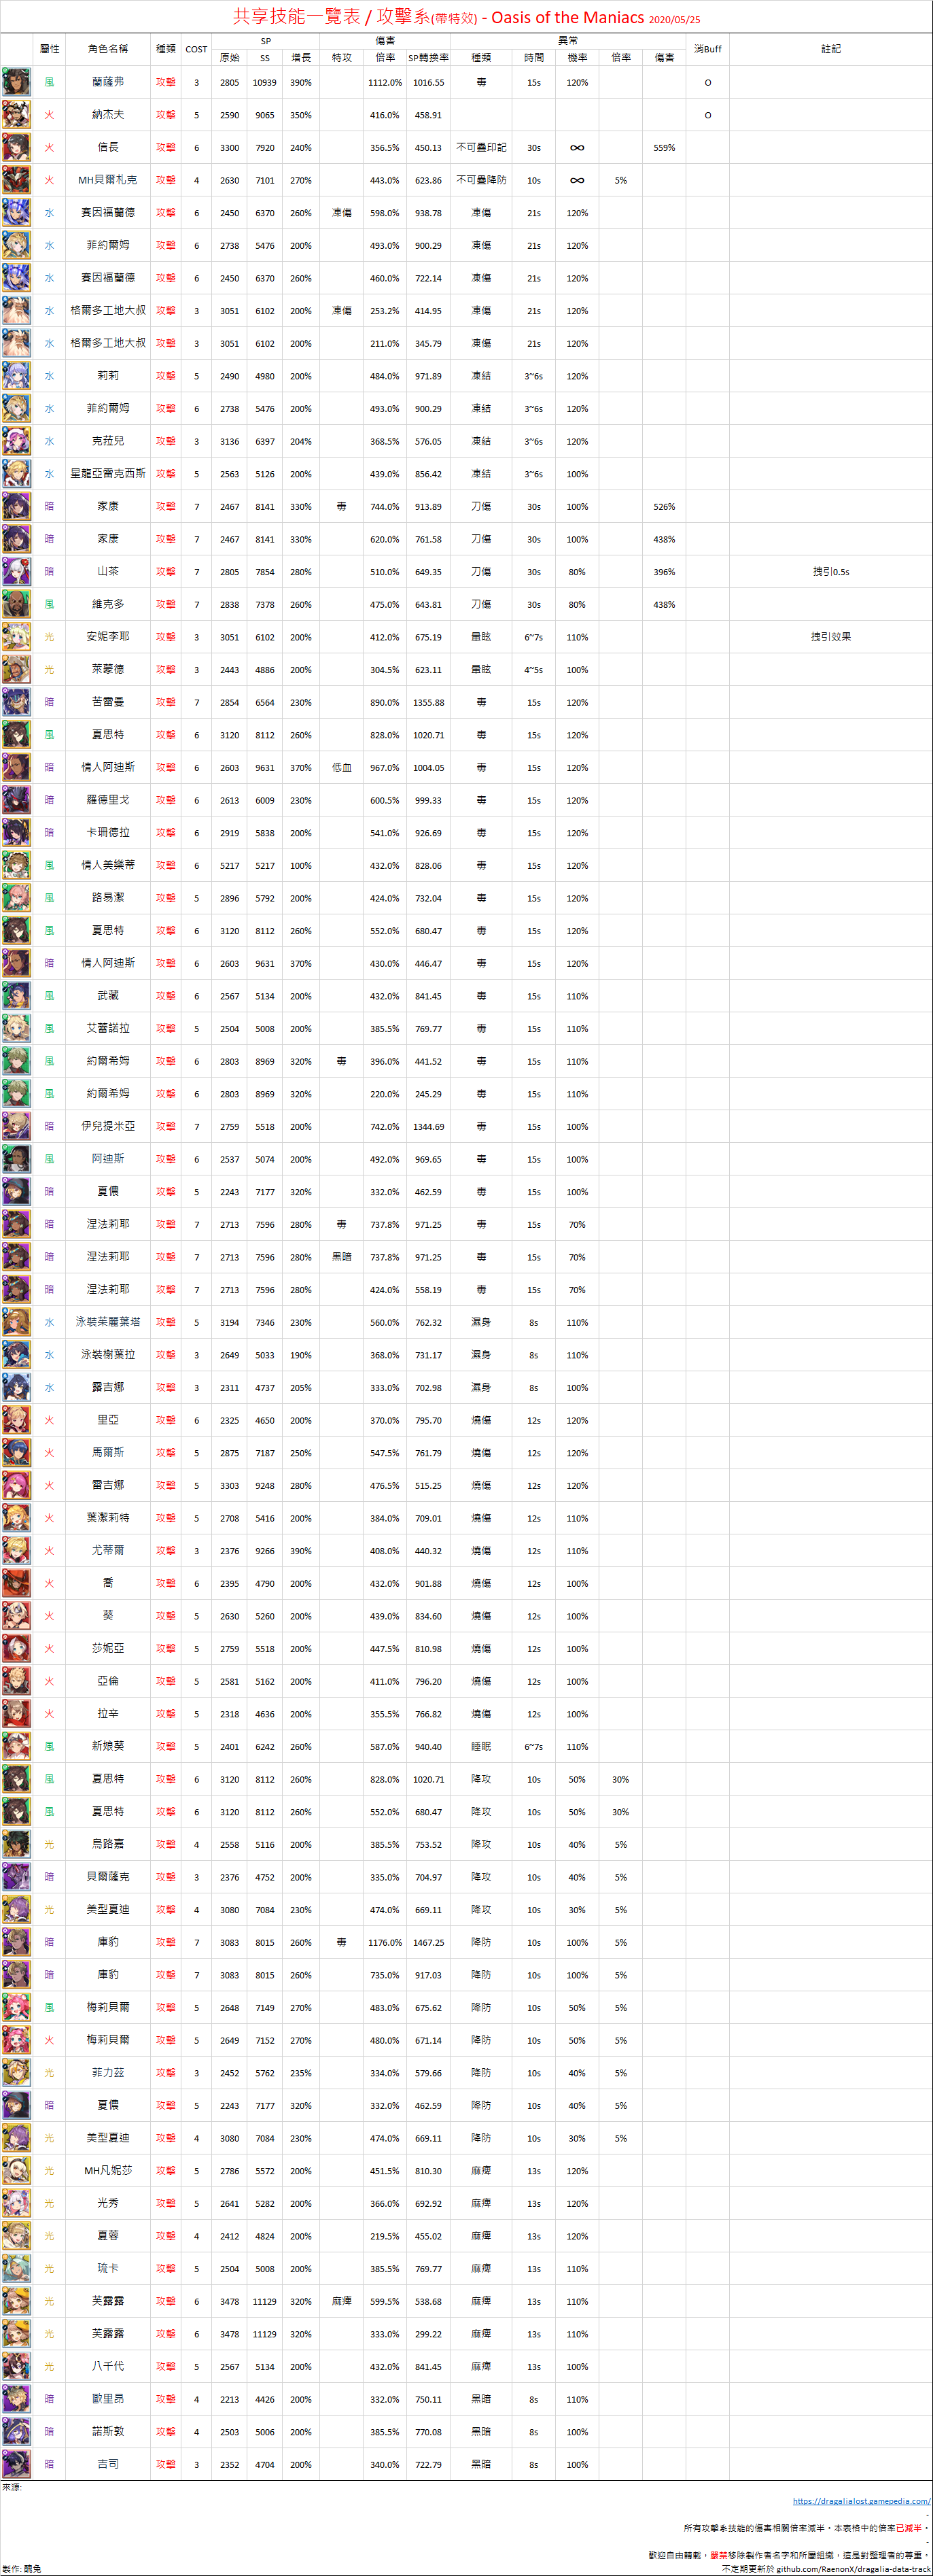 共享技能一覽表 / 攻擊系(帶特效) - Oasis of the Maniacs 2020/05/25
屬性 角色名稱 種類 COST SP 傷害 異常 消Buff 註記
原始 SS 增長 特攻 倍率 SP轉換率 種類 時間 機率 倍率 傷害
風 蘭薩弗 攻擊 3 2805 10939 390% 1112.0% 1016.55 毒 15s 120% O
火 納杰夫 攻擊 5 2590 9065 350% 416.0% 458.91 O
火 信長 攻擊 6 3300 7920 240% 356.5% 450.13 不可疊印記 30s ∞ 559%
火 MH貝爾札克 攻擊 4 2630 7101 270% 443.0% 623.86 不可疊降防 10s ∞ 5%
水 賽因福蘭德 攻擊 6 2450 6370 260% 凍傷 598.0% 938.78 凍傷 21s 120%
水 菲約爾姆 攻擊 6 2738 5476 200% 493.0% 900.29 凍傷 21s 120%
水 賽因福蘭德 攻擊 6 2450 6370 260% 460.0% 722.14 凍傷 21s 120%
水 格爾多工地大叔 攻擊 3 3051 6102 200% 凍傷 253.2% 414.95 凍傷 21s 120%
水 格爾多工地大叔 攻擊 3 3051 6102 200% 211.0% 345.79 凍傷 21s 120%
水 莉莉 攻擊 5 2490 4980 200% 484.0% 971.89 凍結 3~6s 120%
水 菲約爾姆 攻擊 6 2738 5476 200% 493.0% 900.29 凍結 3~6s 120%
水 克菈兒 攻擊 3 3136 6397 204% 368.5% 576.05 凍結 3~6s 120%
水 星龍亞雷克西斯 攻擊 5 2563 5126 200% 439.0% 856.42 凍結 3~6s 100%
暗 家康 攻擊 7 2467 8141 330% 毒 744.0% 913.89 刀傷 30s 100% 526%
暗 家康 攻擊 7 2467 8141 330% 620.0% 761.58 刀傷 30s 100% 438%
暗 山茶 攻擊 7 2805 7854 280% 510.0% 649.35 刀傷 30s 80% 396% 拽引0.5s
風 維克多 攻擊 7 2838 7378 260% 475.0% 643.81 刀傷 30s 80% 438%
光 安妮李耶 攻擊 3 3051 6102 200% 412.0% 675.19 暈眩 6~7s 110% 拽引效果
光 萊蒙德 攻擊 3 2443 4886 200% 304.5% 623.11 暈眩 4~5s 100%
暗 苦雷曼 攻擊 7 2854 6564 230% 890.0% 1355.88 毒 15s 120%
風 夏思特 攻擊 6 3120 8112 260% 828.0% 1020.71 毒 15s 120%
暗 情人阿迪斯 攻擊 6 2603 9631 370% 低血 967.0% 1004.05 毒 15s 120%
暗 羅德里戈 攻擊 6 2613 6009 230% 600.5% 999.33 毒 15s 120%
暗 卡珊德拉 攻擊 6 2919 5838 200% 541.0% 926.69 毒 15s 120%
風 情人美樂蒂 攻擊 6 5217 5217 100% 432.0% 828.06 毒 15s 120%
風 路易潔 攻擊 5 2896 5792 200% 424.0% 732.04 毒 15s 120%
風 夏思特 攻擊 6 3120 8112 260% 552.0% 680.47 毒 15s 120%
暗 情人阿迪斯 攻擊 6 2603 9631 370% 430.0% 446.47 毒 15s 120%
風 武藏 攻擊 6 2567 5134 200% 432.0% 841.45 毒 15s 110%
風 艾蕾諾拉 攻擊 5 2504 5008 200% 385.5% 769.77 毒 15s 110%
風 約爾希姆 攻擊 6 2803 8969 320% 毒 396.0% 441.52 毒 15s 110%
風 約爾希姆 攻擊 6 2803 8969 320% 220.0% 245.29 毒 15s 110%
暗 伊兒提米亞 攻擊 7 2759 5518 200% 742.0% 1344.69 毒 15s 100%
風 阿迪斯 攻擊 6 2537 5074 200% 492.0% 969.65 毒 15s 100%
暗 夏儂 攻擊 5 2243 7177 320% 332.0% 462.59 毒 15s 100%
暗 涅法莉耶 攻擊 7 2713 7596 280% 毒 737.8% 971.25 毒 15s 70%
暗 涅法莉耶 攻擊 7 2713 7596 280% 黑暗 737.8% 971.25 毒 15s 70%
暗 涅法莉耶 攻擊 7 2713 7596 280% 424.0% 558.19 毒 15s 70%
水 泳裝茱麗葉塔 攻擊 5 3194 7346 230% 560.0% 762.32 濕身 8s 110%
水 泳裝榭葉拉 攻擊 3 2649 5033 190% 368.0% 731.17 濕身 8s 110%
水 露吉娜 攻擊 3 2311 4737 205% 333.0% 702.98 濕身 8s 100%
火 里亞 攻擊 6 2325 4650 200% 370.0% 795.70 燒傷 12s 120%
火 馬爾斯 攻擊 5 2875 7187 250% 547.5% 761.79 燒傷 12s 120%
火 雷吉娜 攻擊 5 3303 9248 280% 476.5% 515.25 燒傷 12s 120%
火 葉潔莉特 攻擊 5 2708 5416 200% 384.0% 709.01 燒傷 12s 110%
火 尤蒂爾 攻擊 3 2376 9266 390% 408.0% 440.32 燒傷 12s 110%
火 喬 攻擊 6 2395 4790 200% 432.0% 901.88 燒傷 12s 100%
火 葵 攻擊 5 2630 5260 200% 439.0% 834.60 燒傷 12s 100%
火 莎妮亞 攻擊 5 2759 5518 200% 447.5% 810.98 燒傷 12s 100%
火 亞倫 攻擊 5 2581 5162 200% 411.0% 796.20 燒傷 12s 100%
火 拉辛 攻擊 5 2318 4636 200% 355.5% 766.82 燒傷 12s 100%
風 新娘葵 攻擊 5 2401 6242 260% 587.0% 940.40 睡眠 6~7s 110%
風 夏思特 攻擊 6 3120 8112 260% 828.0% 1020.71 降攻 10s 50% 30%
風 夏思特 攻擊 6 3120 8112 260% 552.0% 680.47 降攻 10s 50% 30%
光 烏路嘉 攻擊 4 2558 5116 200% 385.5% 753.52 降攻 10s 40% 5%
暗 貝爾薩克 攻擊 3 2376 4752 200% 335.0% 704.97 降攻 10s 40% 5%
光 美型夏迪 攻擊 4 3080 7084 230% 474.0% 669.11 降攻 10s 30% 5%
暗 庫豹 攻擊 7 3083 8015 260% 毒 1176.0% 1467.25 降防 10s 100% 5%
暗 庫豹 攻擊 7 3083 8015 260% 735.0% 917.03 降防 10s 100% 5%
風 梅莉貝爾 攻擊 5 2648 7149 270% 483.0% 675.62 降防 10s 50% 5%
火 梅莉貝爾 攻擊 5 2649 7152 270% 480.0% 671.14 降防 10s 50% 5%
光 菲力茲 攻擊 3 2452 5762 235% 334.0% 579.66 降防 10s 40% 5%
暗 夏儂 攻擊 5 2243 7177 320% 332.0% 462.59 降防 10s 40% 5%
光 美型夏迪 攻擊 4 3080 7084 230% 474.0% 669.11 降防 10s 30% 5%
光 MH凡妮莎 攻擊 5 2786 5572 200% 451.5% 810.30 麻痺 13s 120%
光 光秀 攻擊 5 2641 5282 200% 366.0% 692.92 麻痺 13s 120%
光 夏蓉 攻擊 4 2412 4824 200% 219.5% 455.02 麻痺 13s 120%
光 琉卡 攻擊 5 2504 5008 200% 385.5% 769.77 麻痺 13s 110%
光 芙露露 攻擊 6 3478 11129 320% 麻痺 599.5% 538.68 麻痺 13s 110%
光 芙露露 攻擊 6 3478 11129 320% 333.0% 299.22 麻痺 13s 110%
光 八千代 攻擊 5 2567 5134 200% 432.0% 841.45 麻痺 13s 100%
暗 歐里昂 攻擊 4 2213 4426 200% 332.0% 750.11 黑暗 8s 110%
暗 諾斯敦 攻擊 4 2503 5006 200% 385.5% 770.08 黑暗 8s 100%
暗 吉司 攻擊 3 2352 4704 200% 340.0% 722.79 黑暗 8s 100%
來源:
https://dragalialost.gamepedia.com/
-
所有攻擊系技能的傷害相關倍率減半。本表格中的倍率已減半。
-
歡迎自由轉載，嚴禁移除製作者名字和所屬組織，這是對整理者的尊重。
製作: 醜兔 不定期更新於 github.com/RaenonX/dragalia-data-track